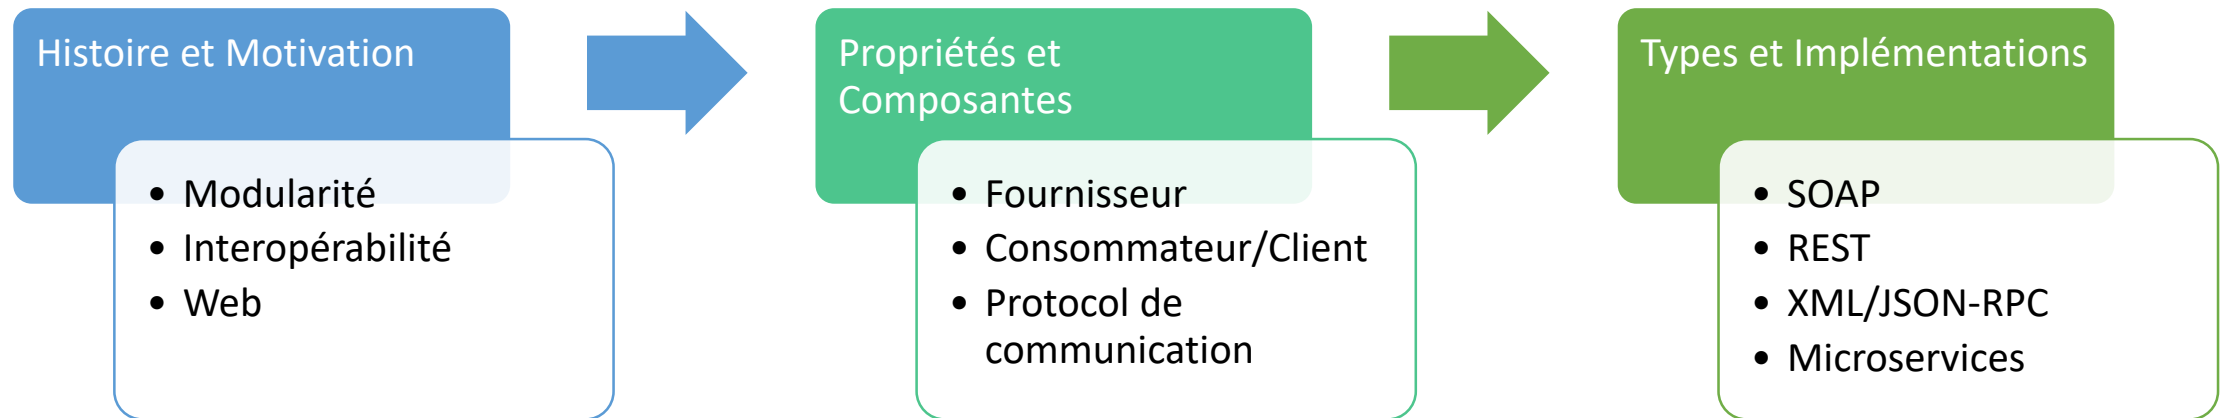 Histoire et Motivation
• Modularité
• Interopérabilité
• Web
Propriétés et
Composantes
• Fournisseur
• Consommateur/Client
• Protocol de
communication
Types et Implémentations
• SOAP
• REST
• XML/JSON-RPC
• Microservices